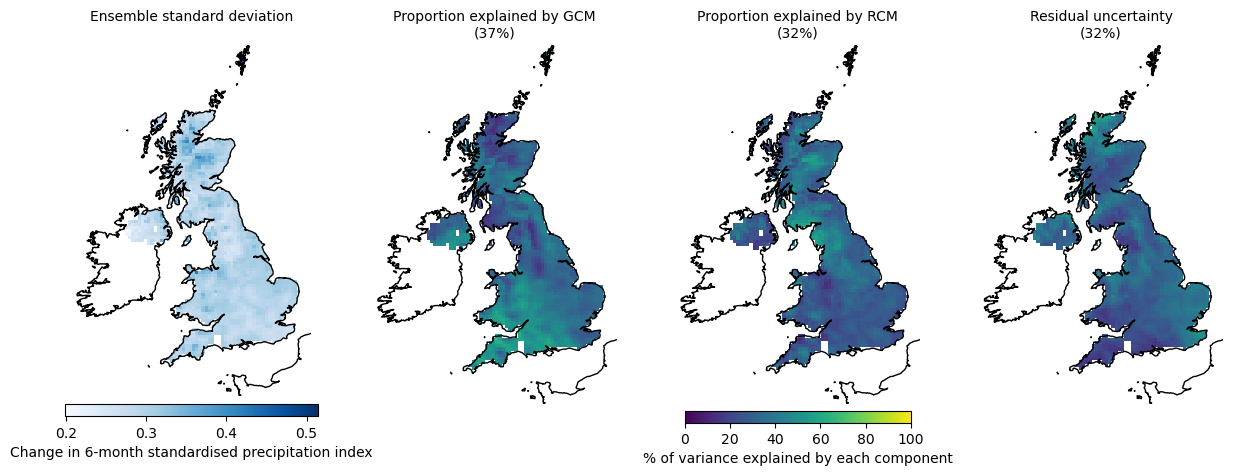 Ensemble standard deviation
Proportion explained by GCM
(37%)
Proportion explained by RCM
(32%)
Residual uncertainty
(32%)
0.2 0.3 0.4 0.5
Change in 6-month standardised precipitation index
0 20 40 60 80 100
% of variance explained by each component